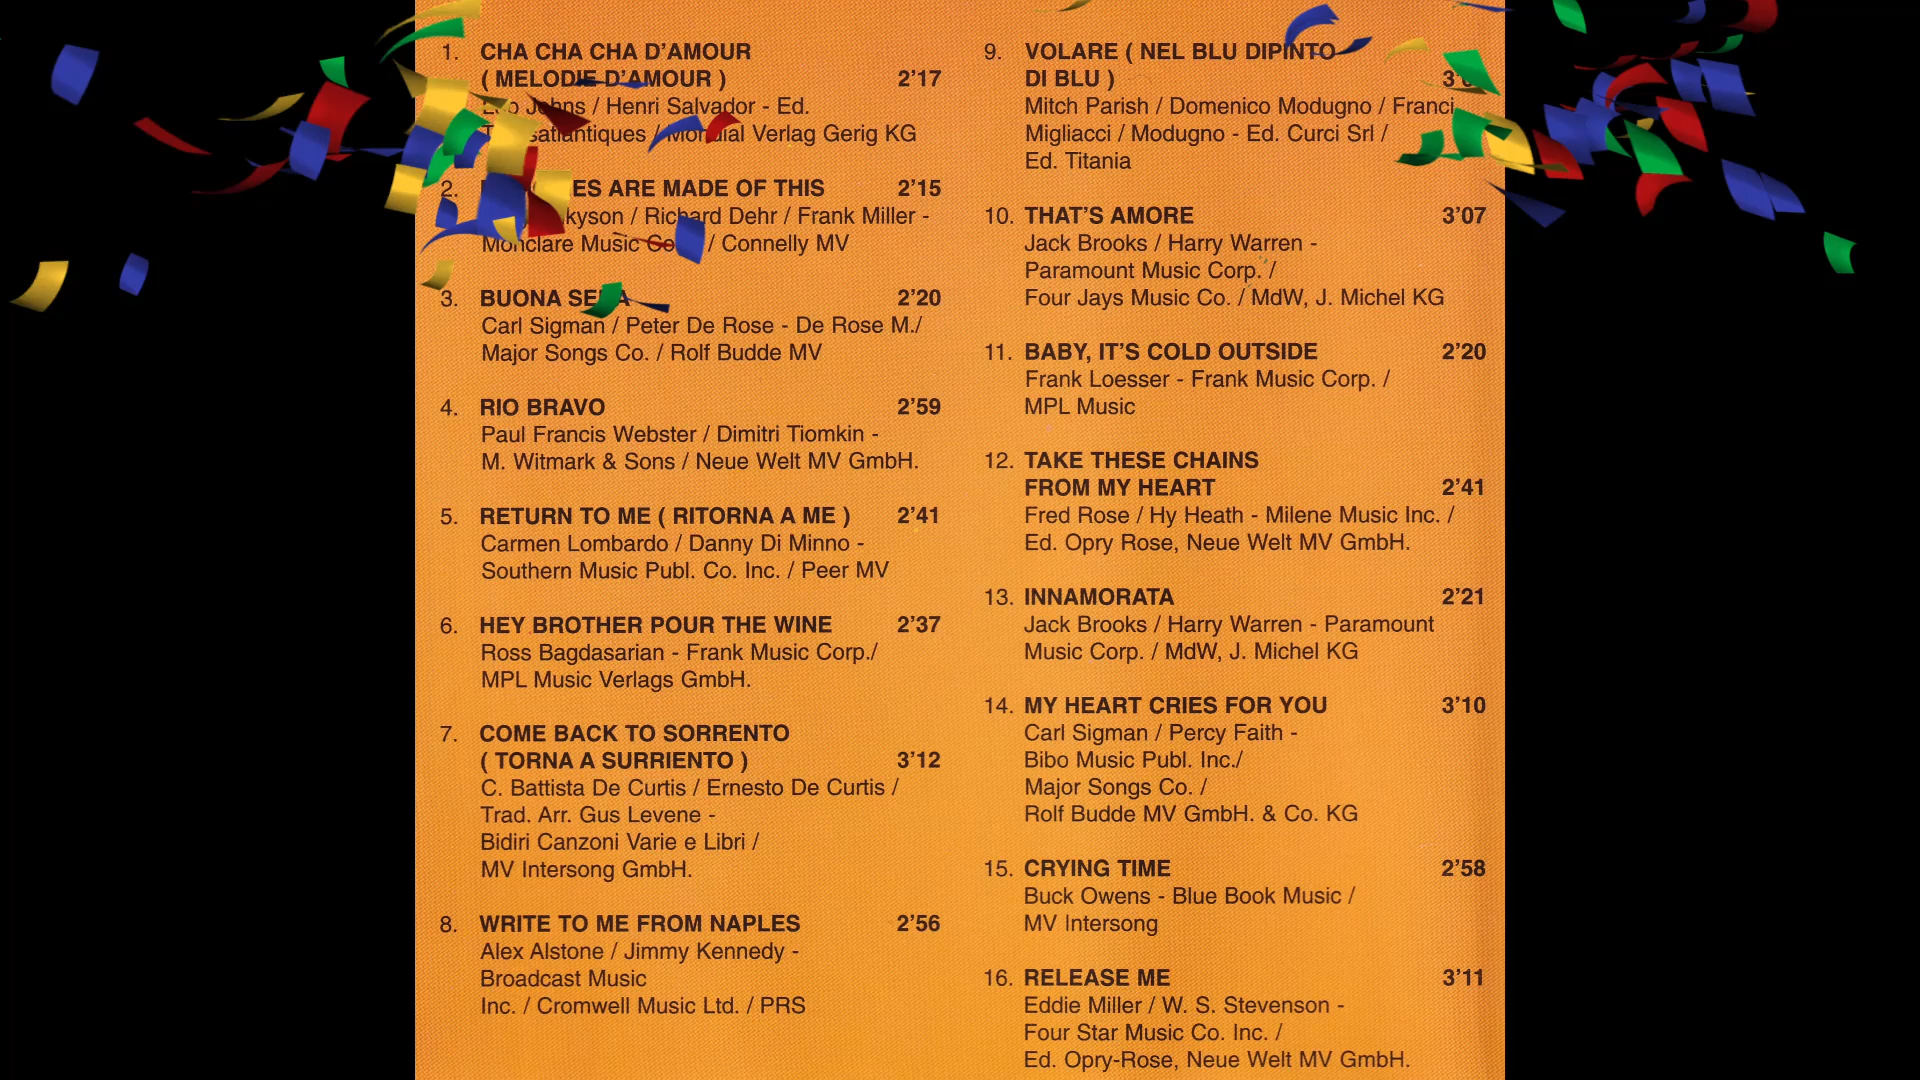 1. CHA CHA CHA D'AMOUR
( MELODIE D'AMOUR ) 2'17
Johns / Henri Salvador - Ed.
/ Mondial Verlag Gerig KG
2. ARE MADE OF THIS 2'15
/ Richard Dehr / Frank Miller -
Monclare Music / Connelly MV
3. BUONA SERA 2'20
Carl Sigman / Peter De Rose - De Rose M./
Major Songs Co. / Rolf Budde MV
4. RIO BRAVO 2'59
Paul Francis Webster / Dimitri Tiomkin -
M. Witmark & Sons / Neue Welt MV GmbH.
5. RETURN TO ME ( RITORNA A ME ) 2'41
Carmen Lombardo / Danny Di Minno -
Southern Music Publ. Co. Inc. / Peer MV
6. HEY BROTHER POUR THE WINE 2'37
Ross Bagdasarian - Frank Music Corp./
MPL Music Verlags GmbH.
7. COME BACK TO SORRENTO
( TORNA A SURRIENTO ) 3'12
C. Battista De Curtis / Ernesto De Curtis /
Trad. Arr. Gus Levene -
Bidiri Canzoni Varie e Libri /
MV Intersong GmbH.
8. WRITE TO ME FROM NAPLES 2'56
Alex Alstone / Jimmy Kennedy -
Broadcast Music
Inc. / Cromwell Music Ltd. / PRS
9. VOLARE ( NEL BLU DIPINTO
DI BLU )
Mitch Parish / Domenico Modugno / Franci
Migliacci / Modugno - Ed. Curci Srl /
Ed. Titania
10. THAT'S AMORE 3'07
Jack Brooks / Harry Warren -
Paramount Music Corp. /
Four Jays Music Co. / MdW, J. Michel KG
11. BABY, IT'S COLD OUTSIDE 2'20
Frank Loesser - Frank Music Corp. /
MPL Music
12. TAKE THESE CHAINS
FROM MY HEART 2'41
Fred Rose / Hy Heath - Milene Music Inc. /
Ed. Opry Rose, Neue Welt MV GmbH.
13. INNAMORATA 2'21
Jack Brooks / Harry Warren - Paramount
Music Corp. / MdW, J. Michel KG
14. MY HEART CRIES FOR YOU 3'10
Carl Sigman / Percy Faith -
Bibo Music Publ. Inc./
Major Songs Co. /
Rolf Budde MV GmbH. & Co. KG
15. CRYING TIME 2'58
Buck Owens - Blue Book Music /
MV Intersong
16. RELEASE ME 3'11
Eddie Miller / W. S. Stevenson -
Four Star Music Co. Inc. /
Ed. Opry-Rose, Neue Welt MV GmbH.